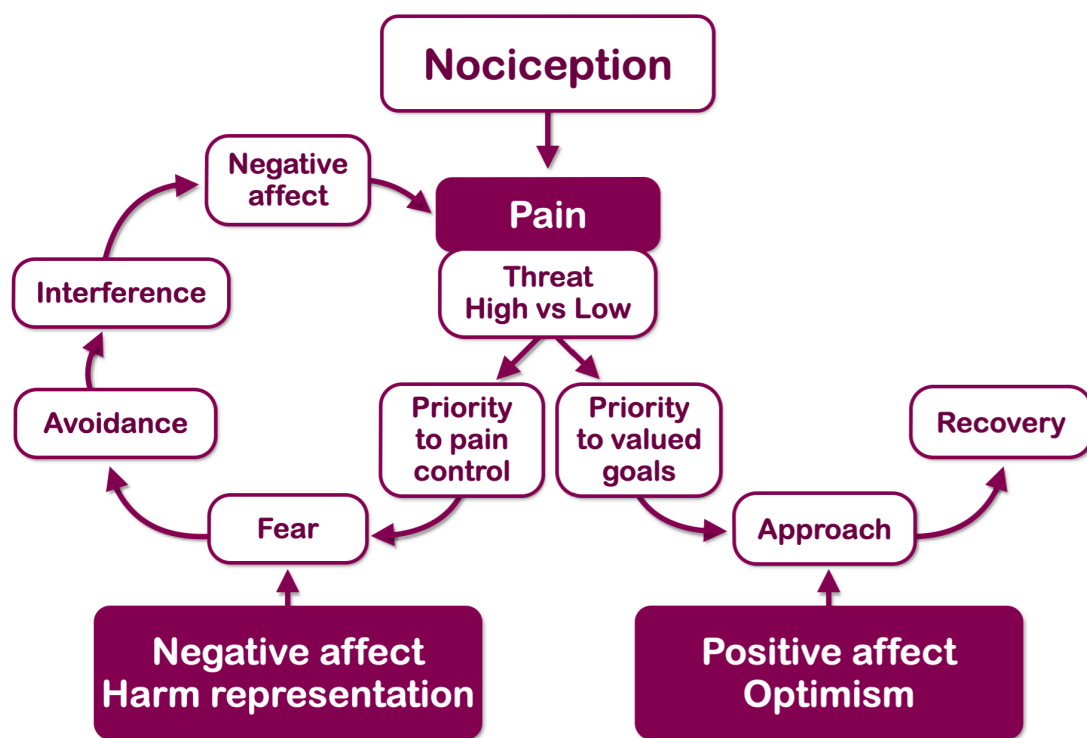 Nociception
Negative
affect
Pain
Threat
High vs Low
Interference
Avoidance
Priority
to pain
control
Priority
to valued
goals
Recovery
Fear
Approach
Negative affect
Harm representation
Positive affect
Optimism